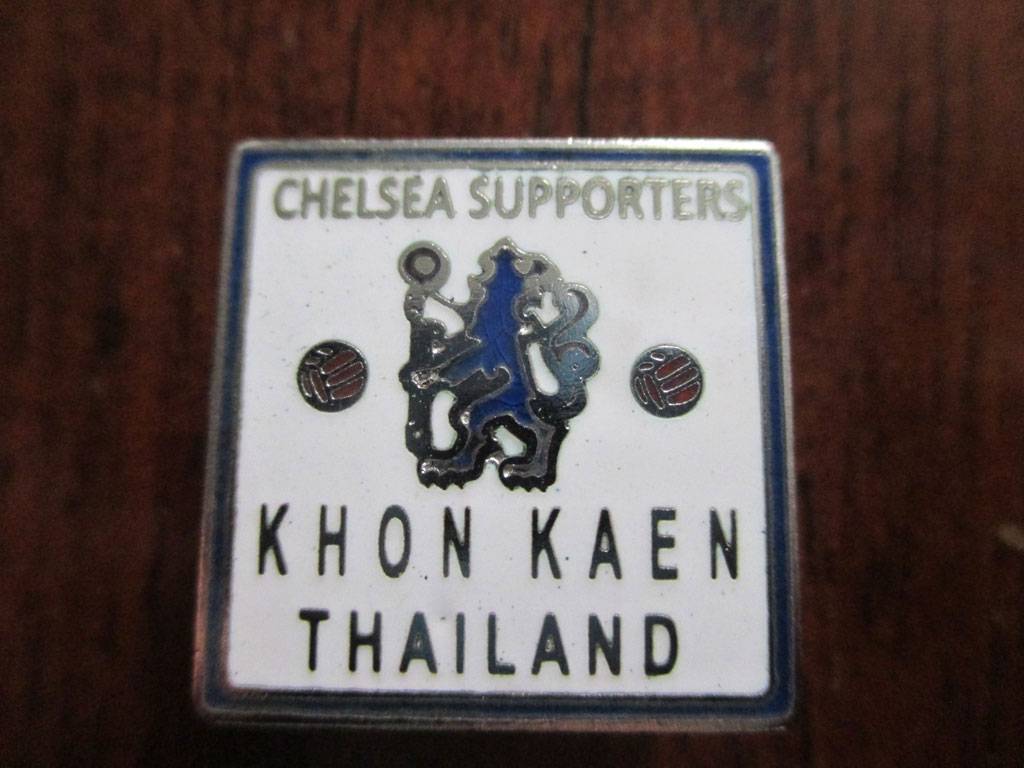 CHELSEA SUPPORTERS
KHON KAEN
THAILAND